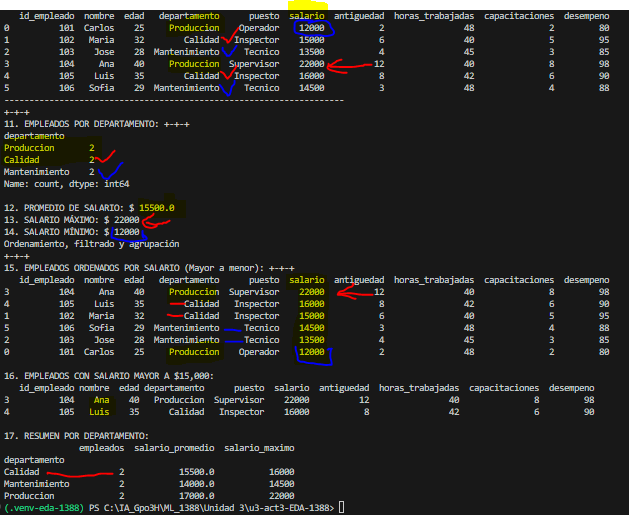 id_empleado nombre edad departamento puesto salario antiguedad horas_trabajadas capacitaciones desempeno
0 101 Carlos 25 Produccion Operador 12000 2 48 2 80
1 102 Maria 32 Calidad Inspector 15000 6 40 5 95
2 103 Jose 28 Mantenimiento Tecnico 13500 4 45 3 85
3 104 Ana 40 Produccion Supervisor 22000 12 40 8 98
4 105 Luis 35 Calidad Inspector 16000 8 42 6 90
5 106 Sofia 29 Mantenimiento Tecnico 14500 3 48 4 88
----------------------------------------------------------------
+-+-+
11. EMPLEADOS POR DEPARTAMENTO: +-+-+
departamento
Produccion 2
Calidad 2
Mantenimiento 2
Name: count, dtype: int64
12. PROMEDIO DE SALARIO: $ 15500.0
13. SALARIO MÁXIMO: $ 22000
14. SALARIO MÍNIMO: $ 12000
Ordenamiento, filtrado y agrupación
+-+-+
15. EMPLEADOS ORDENADOS POR SALARIO (Mayor a menor): +-+-+
id_empleado nombre edad departamento puesto salario antiguedad horas_trabajadas capacitaciones desempeno
3 104 Ana 40 Produccion Supervisor 22000 12 40 8 98
4 105 Luis 35 Calidad Inspector 16000 8 42 6 90
1 102 Maria 32 Calidad Inspector 15000 6 40 5 95
5 106 Sofia 29 Mantenimiento Tecnico 14500 3 48 4 88
2 103 Jose 28 Mantenimiento Tecnico 13500 4 45 3 85
0 101 Carlos 25 Produccion Operador 12000 2 48 2 80
16. EMPLEADOS CON SALARIO MAYOR A $15,000:
id_empleado nombre edad departamento puesto salario antiguedad horas_trabajadas capacitaciones desempeno
3 104 Ana 40 Produccion Supervisor 22000 12 40 8 98
4 105 Luis 35 Calidad Inspector 16000 8 42 6 90
17. RESUMEN POR DEPARTAMENTO:
empleados salario_promedio salario_maximo
departamento
Calidad 2 15500.0 16000
Mantenimiento 2 14000.0 14500
Produccion 2 17000.0 22000
(.venv-eda-1388) PS C:\IA_Gpo3H\ML_1388\Unidad 3\u3-act3-EDA-1388>